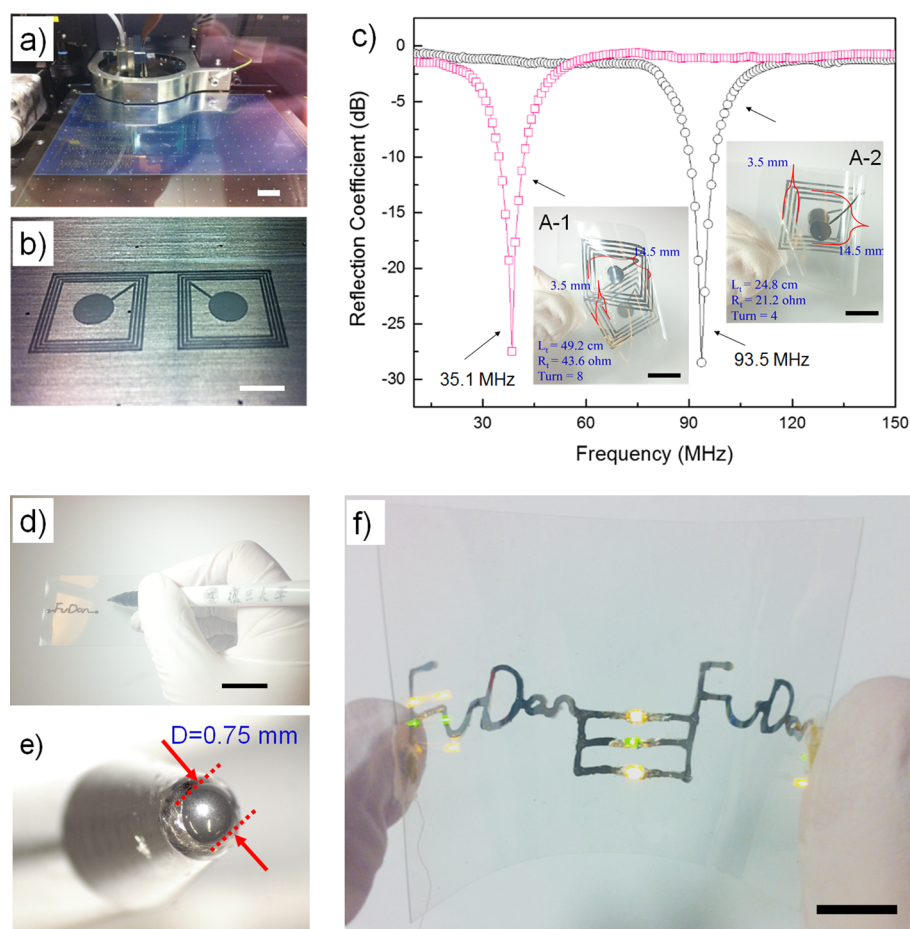 a)
b)
c)
0
-5
-10
-15
-20
-25
-30
Reflection Coefficient (dB)
30
60
90
120
150
Frequency (MHz)
35.1 MHz
93.5 MHz
A-1
14.5 mm
3.5 mm
Lt = 49.2 cm
Rt = 43.6 ohm
Turn = 8
A-2
3.5 mm
14.5 mm
Lt = 24.8 cm
Rt = 21.2 ohm
Turn = 4
d)
FuDan
e)
D=0.75 mm
f)
FuDan
FuDan